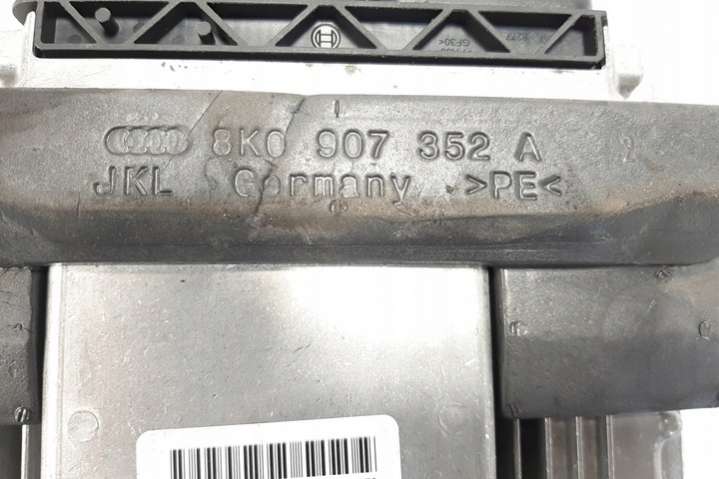 8K0 907 352 A
JKL Germany >PE<